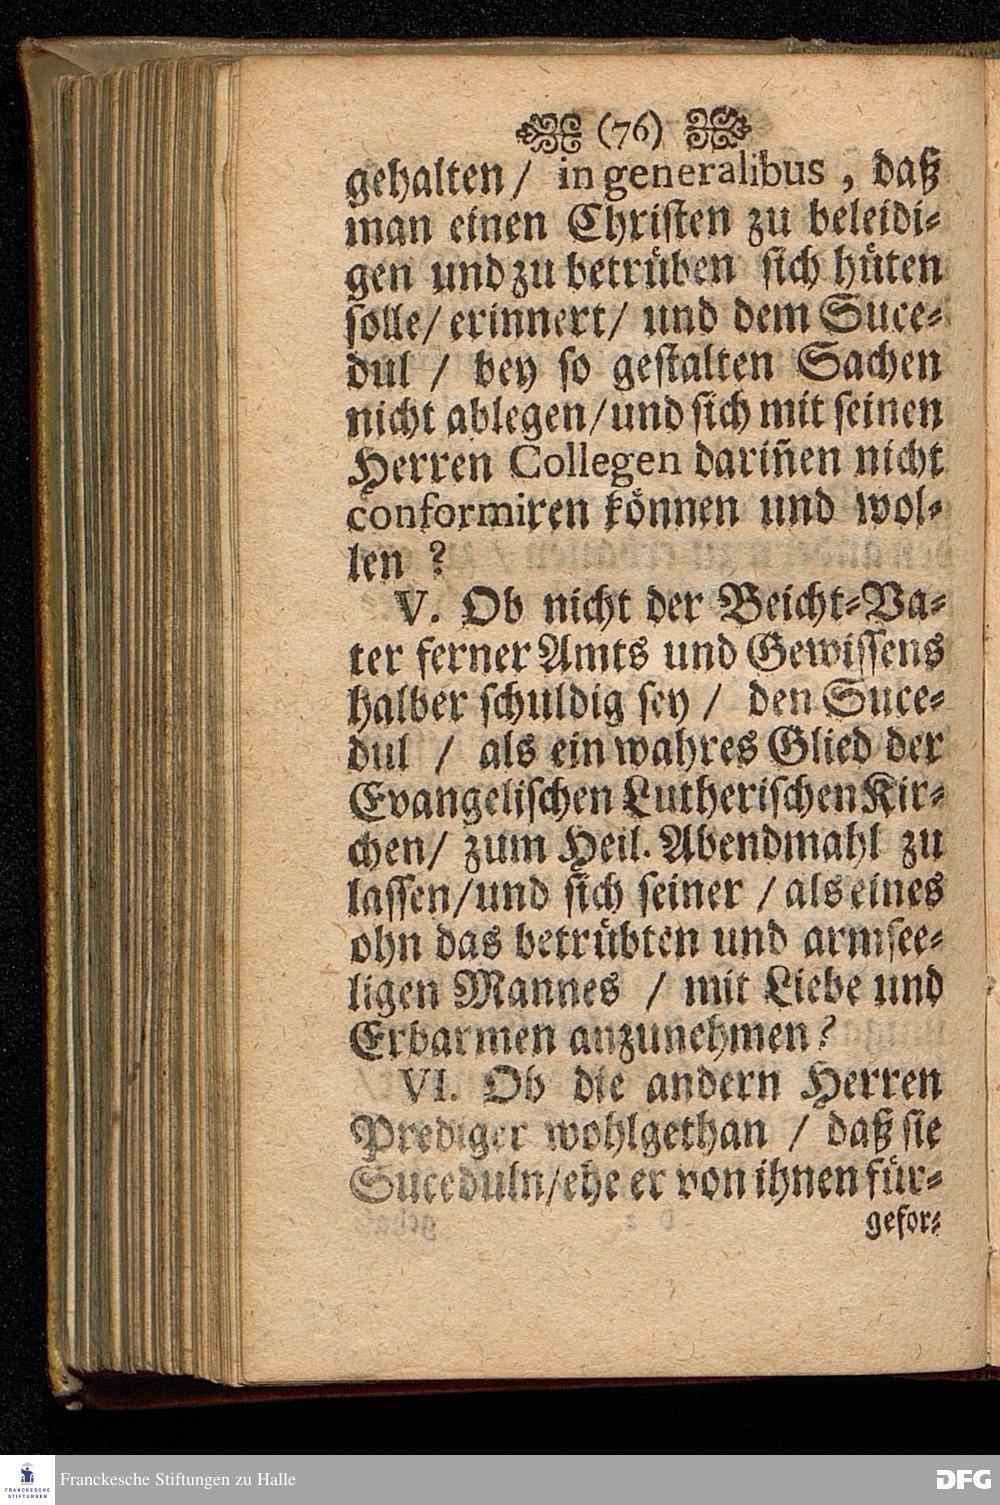 (76)
gehalten/ in generalibus, daß
man einen Christen zu beleidi-
gen und zu betrüben sich hüten
solle/ erinnert/ und dem Suce-
dul / bey so gestalten Sachen
nicht ablegen/und sich mit seinen
Herren Collegen dariñen nicht
conformiren können und wol-
len ?
V. Ob nicht der Beicht-Va-
ter ferner Amts und Gewissens
halber schuldig sey / den Suce-
dul / als ein wahres Glied der
Evangelischen Lutherischen Kir-
chen/ zum Heil. Abendmahl zu
lassen/und sich seiner / als eines
ohn das betrübten und armsee-
ligen Mannes / mit Liebe und
Erbarmen anzunehmen?
VI. Ob die andern Herren
Prediger wohlgethan / daß sie
Suceduln/ehe er von ihnen für-
gefor-
FRANCKESCHE
STIFTUNGEN
Franckesche Stiftungen zu Halle
DFG